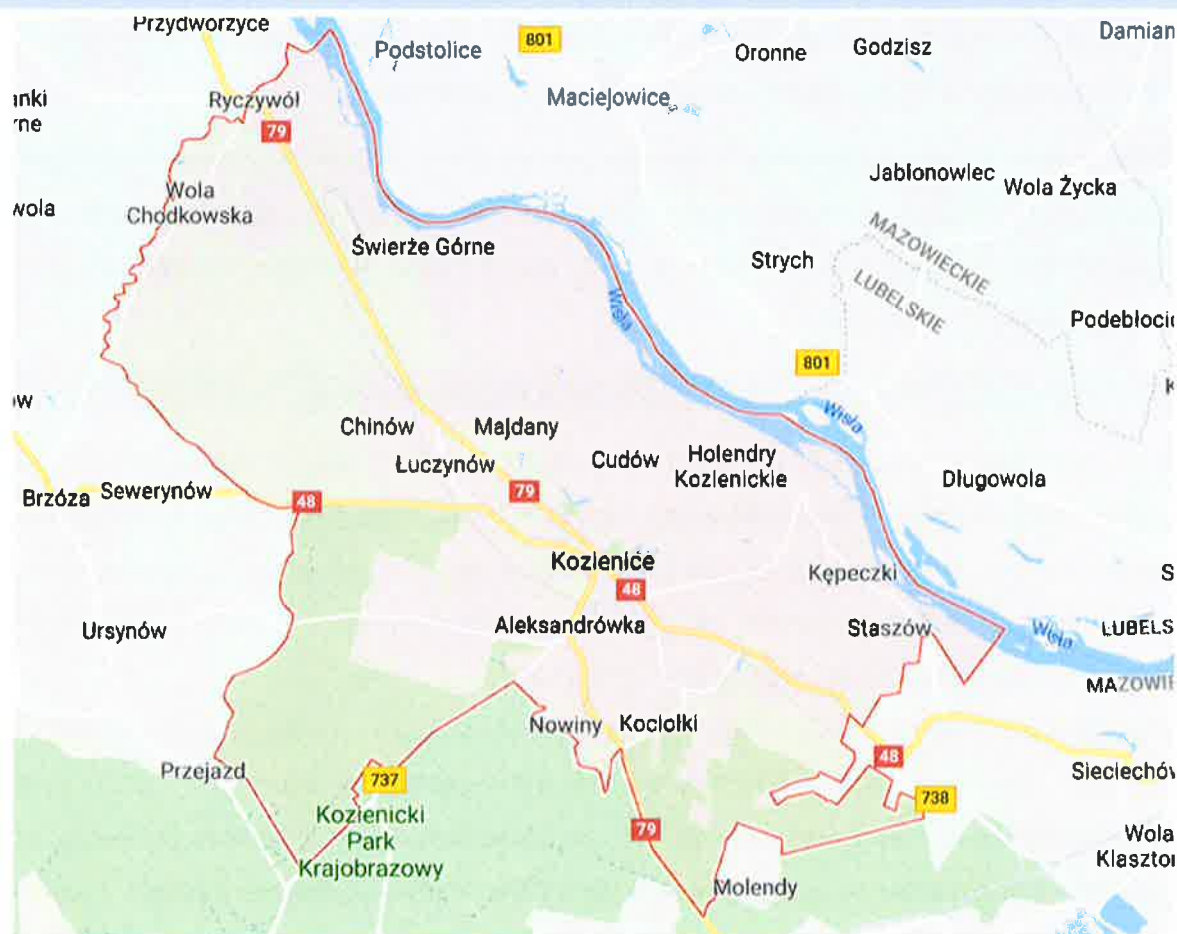 Przydworzyce
Podstolice
801
Oronne
Godzisz
Damian
Ryczywół
Maciejowice
anki
rne
79
Jabłonowlec
Wola Życka
Wola
Chodkowska
wola
Świerże Górne
MAZOWIECKIE
Strych
LUBELSKIE
Wisła
Podebłocie
801
Wisła
Chinów
Majdany
Łuczynów
Cudów
Holendry
Kozienickie
Długowola
Brzóza
Sewerynów
48
79
Kozienice
Kępeczki
S
48
Ursynów
Aleksandrówka
Staszów
Wisła
LUBELS
MAZOWIE
Nowiny
Kociołki
Przejazd
737
48
Sieciechów
738
Kozienicki
Park
Krajobrazowy
79
Wola
Klasztor
Molendy